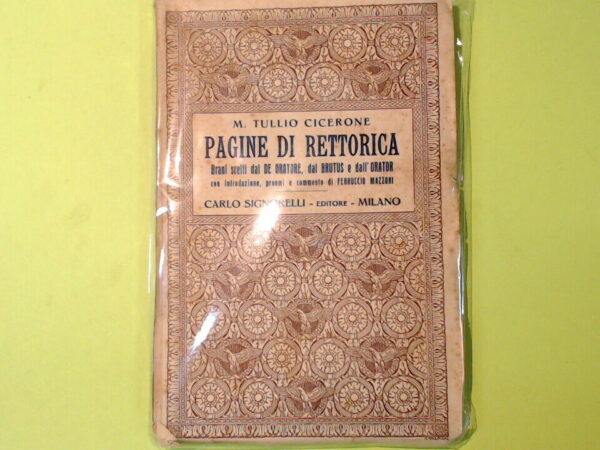 M. TULLIO CICERONE
PAGINE DI RETTORICA
Brani scelti dal DE ORATORE, dal BRUTUS e dall'ORATOR
con introduzione, proemi e commento di FERRUCCIO MAZZONI
CARLO SIGNORELLI - EDITORE - MILANO